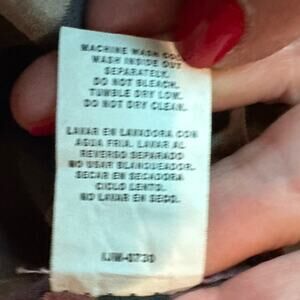 MACHINE WASH COLD
WASH INSIDE OUT
SEPARATELY.
DO NOT BLEACH.
TUMBLE DRY LOW.
DO NOT DRY CLEAN.
LAVAR EN LAVADORA CON
AGUA FRIA. LAVAR AL
REVERSO SEPARADO
NO USAR BLANQUEADOR.
SECAR EN SECADORA
CICLO LENTO.
NO LAVAR EN SECO.
IJW-0730